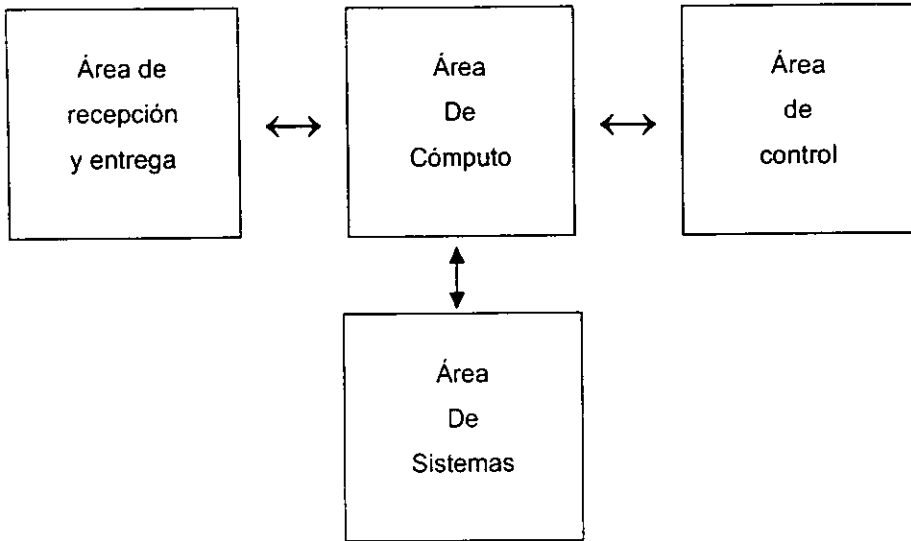 Área de
recepción
y entrega
Área
De
Cómputo
Área
de
control
Área
De
Sistemas